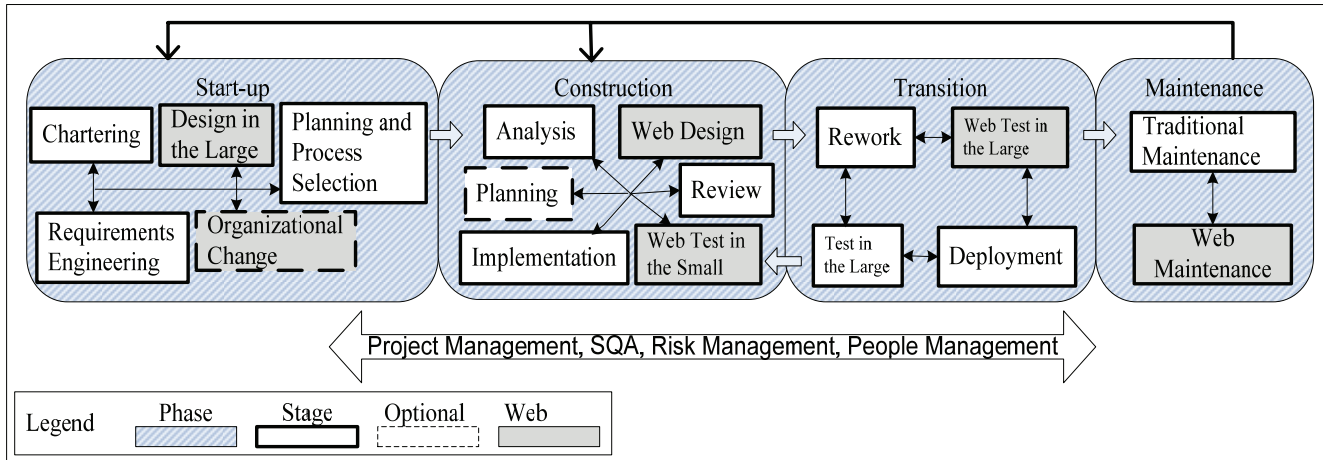 Start-up
Chartering
Design in
the Large
Planning and
Process
Selection
Requirements
Engineering
Organizational
Change
Construction
Analysis
Web Design
Planning
Review
Implementation
Web Test in
the Small
Transition
Rework
Web Test in
the Large
Test in
the Large
Deployment
Maintenance
Traditional
Maintenance
Web
Maintenance
Project Management, SQA, Risk Management, People Management
Legend
Phase
Stage
Optional
Web